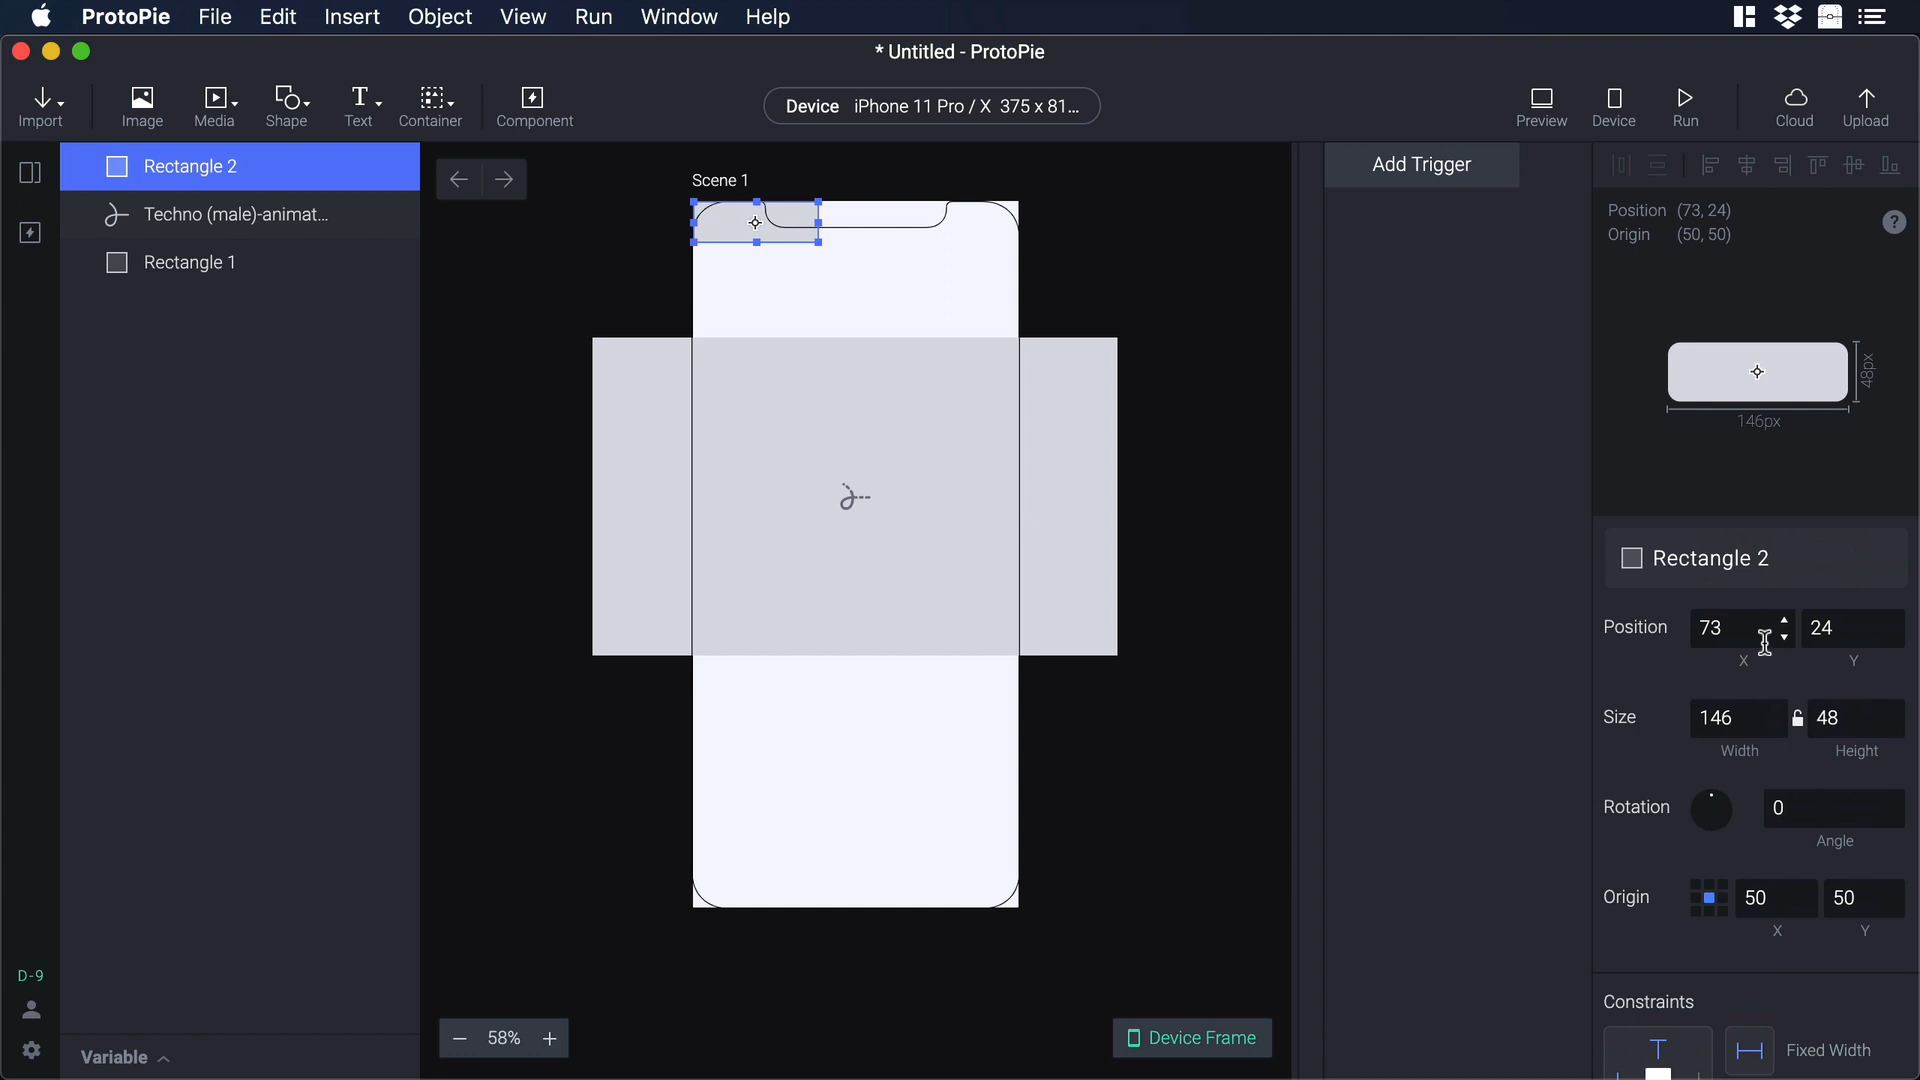 ProtoPie File Edit Insert Object View Run Window Help
* Untitled - ProtoPie
Import
Image
Media
Shape
T
Text
Container
Component
Device iPhone 11 Pro / X 375 x 81...
Preview
Device
Run
Cloud
Upload
Rectangle 2
Techno (male)-animat...
Rectangle 1
Scene 1
Add Trigger
Position (73, 24)
Origin (50, 50)
?
48px
146px
Rectangle 2
Position 73 24
X Y
Size 146 48
Width Height
Rotation 0
Angle
Origin 50 50
X Y
Constraints
Fixed Width
D-9
Variable
− 58% +
Device Frame